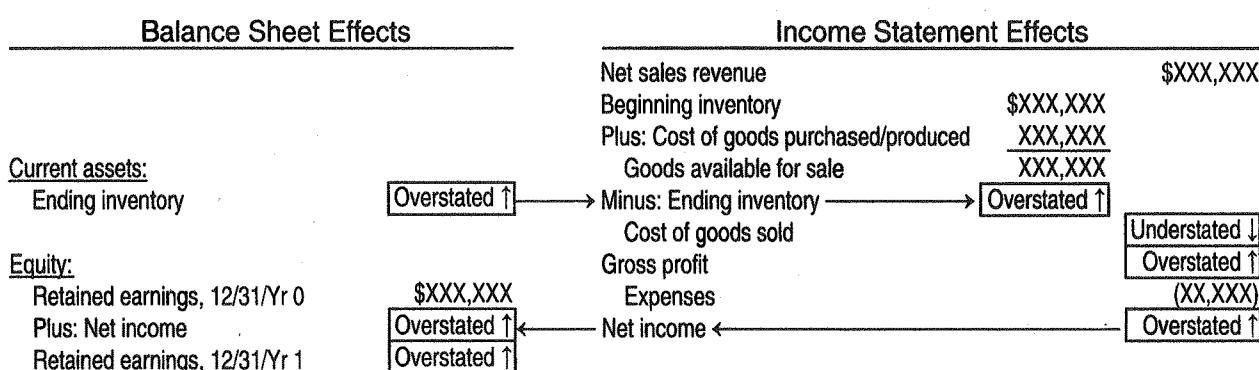 Balance Sheet Effects
Income Statement Effects
Net sales revenue $XXX,XXX
Beginning inventory $XXX,XXX
Plus: Cost of goods purchased/produced XXX,XXX
Goods available for sale XXX,XXX
Current assets:
Ending inventory Overstated ↑ → Minus: Ending inventory → Overstated ↑
Cost of goods sold Understated ↓
Equity:
Gross profit Overstated ↑
Retained earnings, 12/31/Yr 0 $XXX,XXX
Expenses (XX,XXX)
Plus: Net income Overstated ↑ ← Net income ← Overstated ↑
Retained earnings, 12/31/Yr 1 Overstated ↑